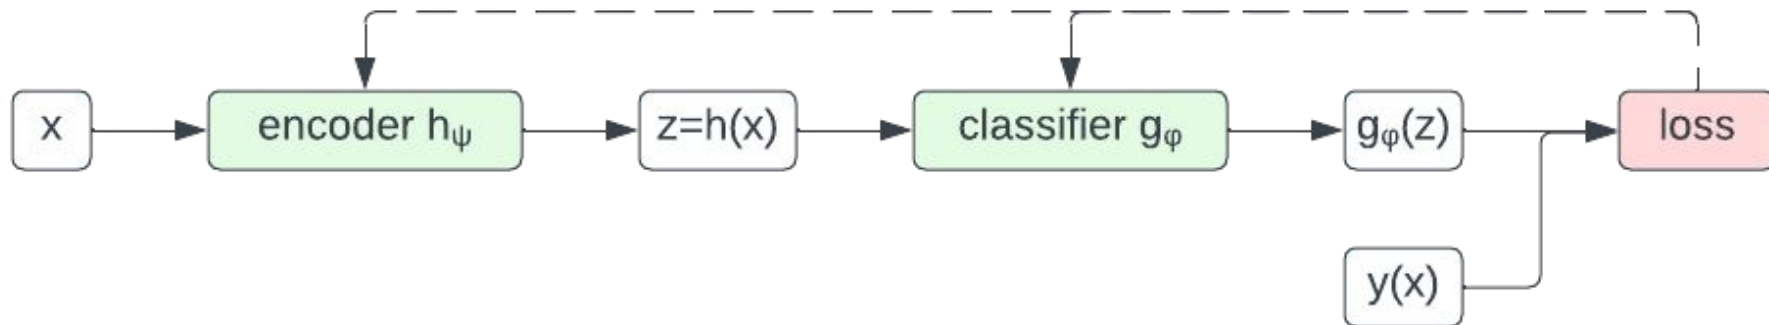 x
encoder hψ
z=h(x)
classifier gφ
gφ(z)
loss
y(x)